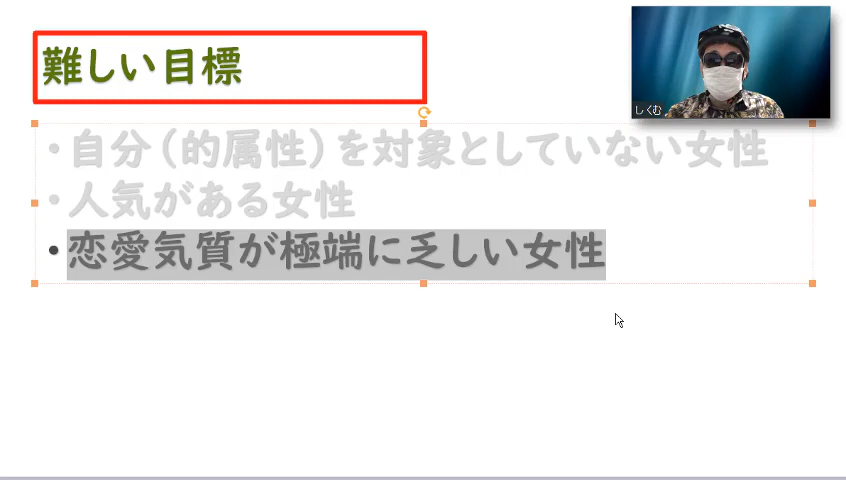 難しい目標
しくむ
・自分（的属性）を対象としていない女性
・人気がある女性
・恋愛気質が極端に乏しい女性